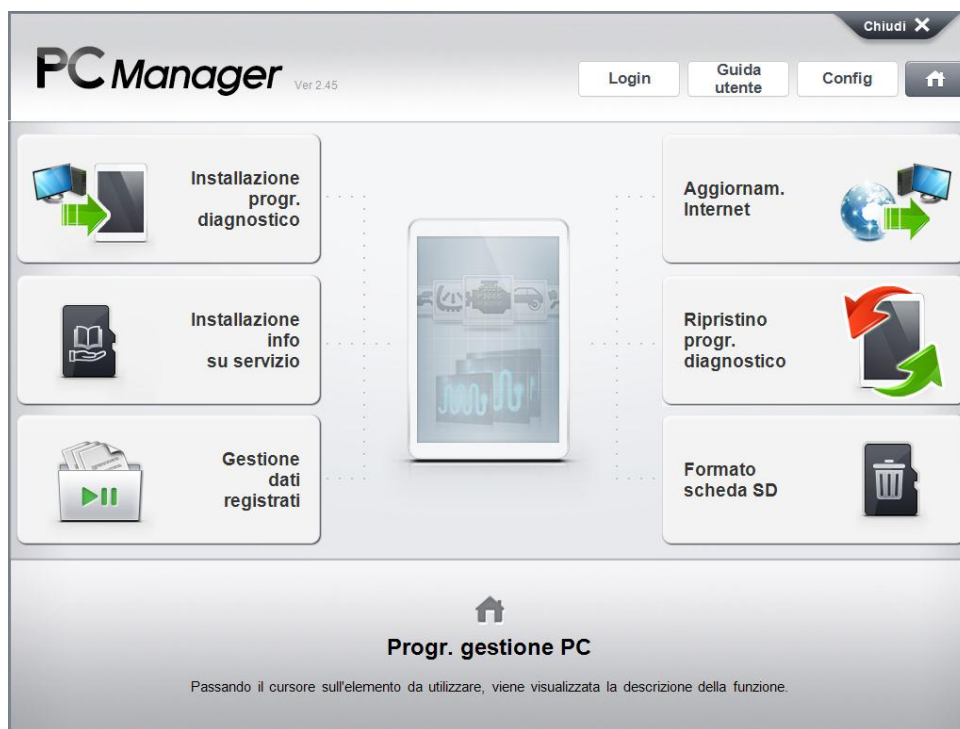 Chiudi
PC Manager Ver 2.45
Login
Guida
utente
Config
Installazione
progr.
diagnostico
Aggiornam.
Internet
Installazione
info
su servizio
Ripristino
progr.
diagnostico
Gestione
dati
registrati
Formato
scheda SD
Progr. gestione PC
Passando il cursore sull'elemento da utilizzare, viene visualizzata la descrizione della funzione.